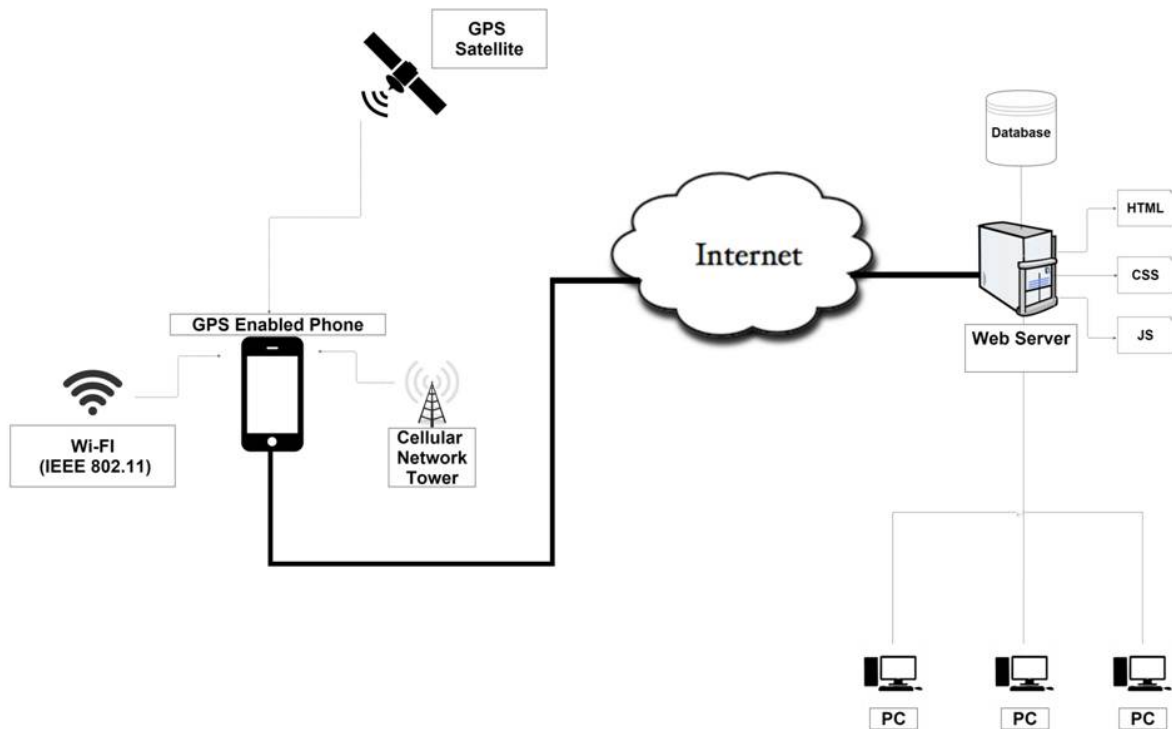 GPS
Satellite
Database
HTML
Internet
CSS
GPS Enabled Phone
Web Server
JS
Wi-FI
(IEEE 802.11)
Cellular
Network
Tower
PC
PC
PC